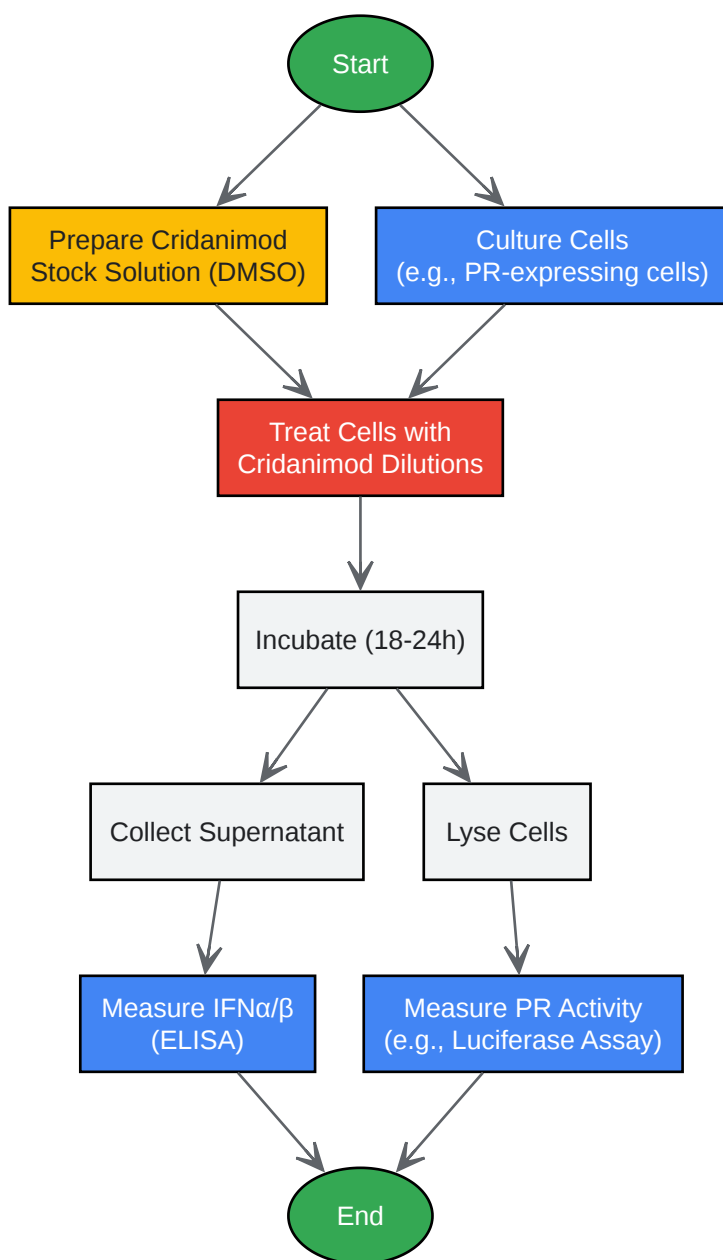 Start
Prepare Cridanimod
Stock Solution (DMSO)
Culture Cells
(e.g., PR-expressing cells)
Treat Cells with
Cridanimod Dilutions
Incubate (18-24h)
Collect Supernatant
Lyse Cells
Measure IFNα/β
(ELISA)
Measure PR Activity
(e.g., Luciferase Assay)
End